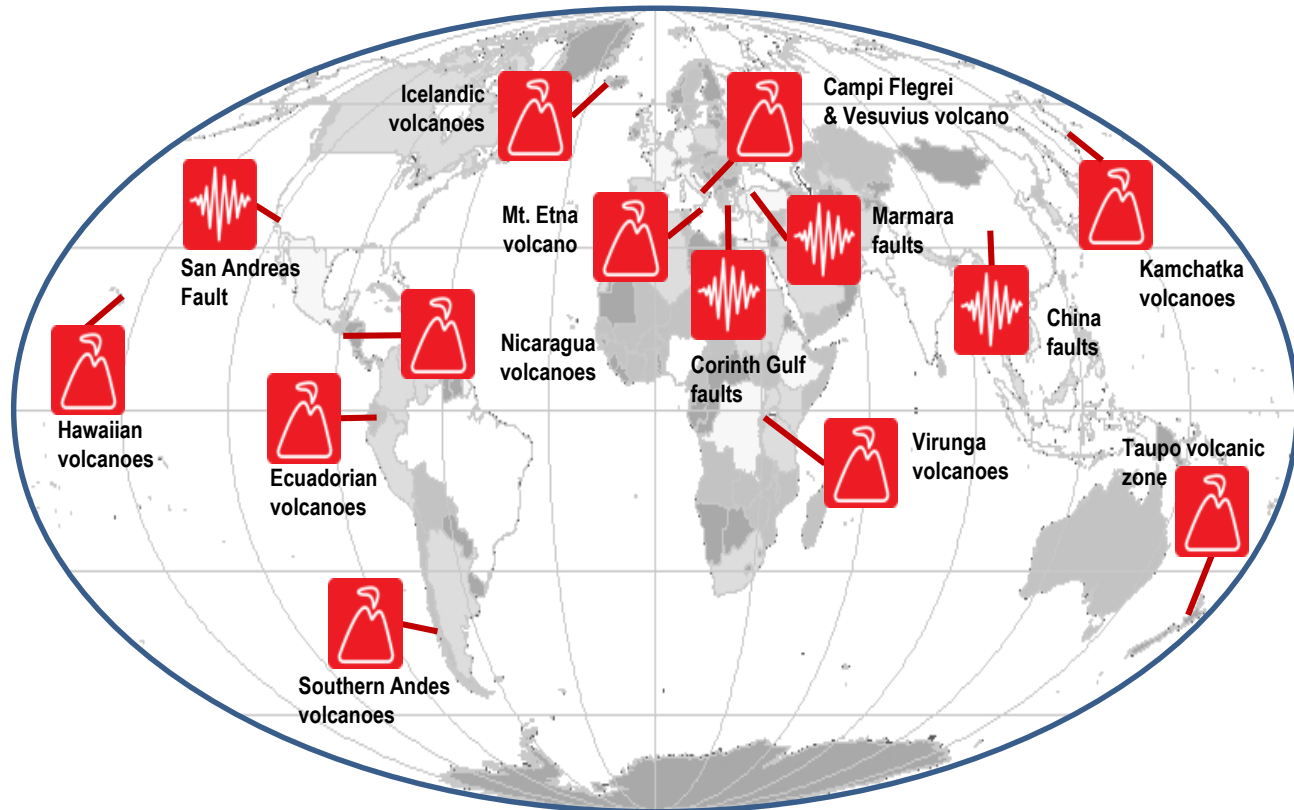 Icelandic
volcanoes
Campi Flegrei
& Vesuvius volcano
Mt. Etna
volcano
Marmara
faults
San Andreas
Fault
Kamchatka
volcanoes
Nicaragua
volcanoes
Corinth Gulf
faults
China
faults
Hawaiian
volcanoes
Ecuadorian
volcanoes
Virunga
volcanoes
Taupo volcanic
zone
Southern Andes
volcanoes